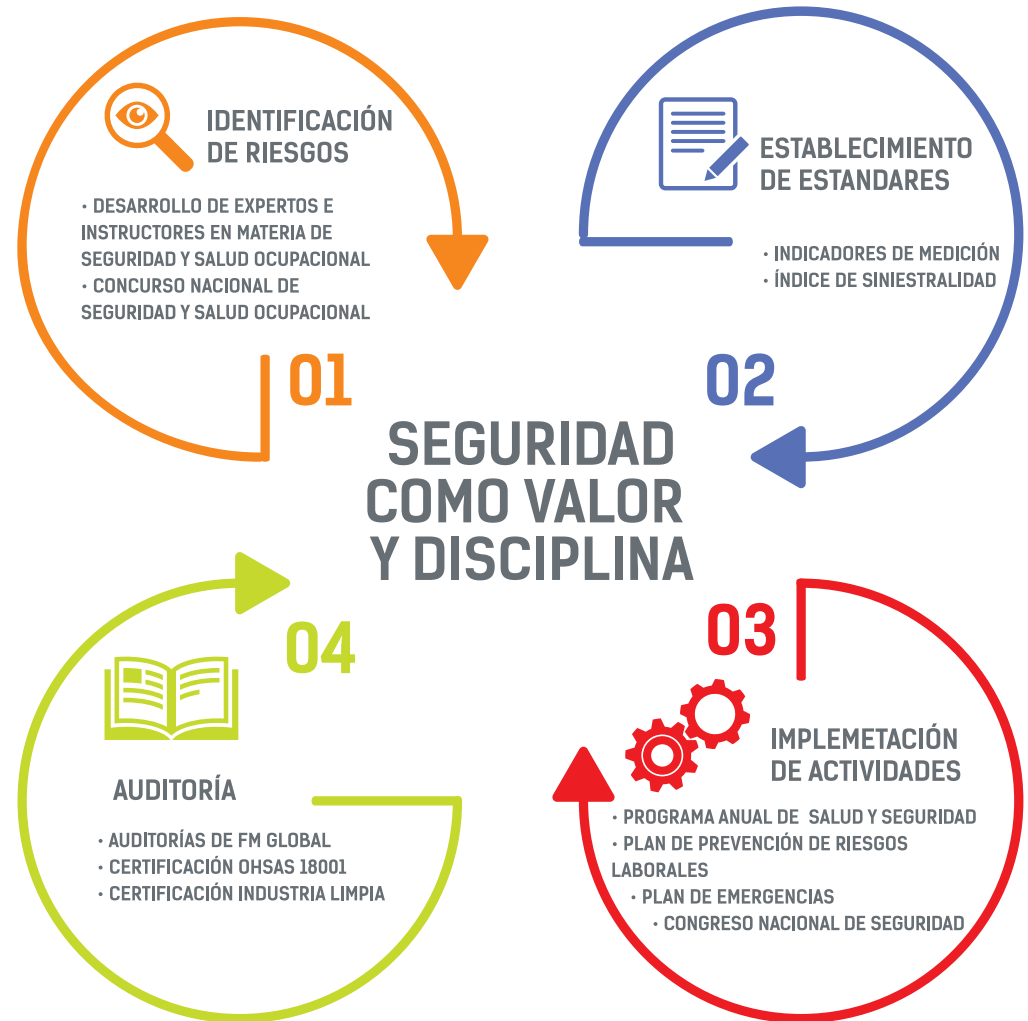 IDENTIFICACIÓN
DE RIESGOS
· DESARROLLO DE EXPERTOS E
INSTRUCTORES EN MATERIA DE
SEGURIDAD Y SALUD OCUPACIONAL
· CONCURSO NACIONAL DE
SEGURIDAD Y SALUD OCUPACIONAL
01
ESTABLECIMIENTO
DE ESTANDARES
· INDICADORES DE MEDICIÓN
· ÍNDICE DE SINIESTRALIDAD
02
SEGURIDAD
COMO VALOR
Y DISCIPLINA
03
IMPLEMETACIÓN
DE ACTIVIDADES
· PROGRAMA ANUAL DE SALUD Y SEGURIDAD
· PLAN DE PREVENCIÓN DE RIESGOS
LABORALES
· PLAN DE EMERGENCIAS
· CONGRESO NACIONAL DE SEGURIDAD
04
AUDITORÍA
· AUDITORÍAS DE FM GLOBAL
· CERTIFICACIÓN OHSAS 18001
· CERTIFICACIÓN INDUSTRIA LIMPIA